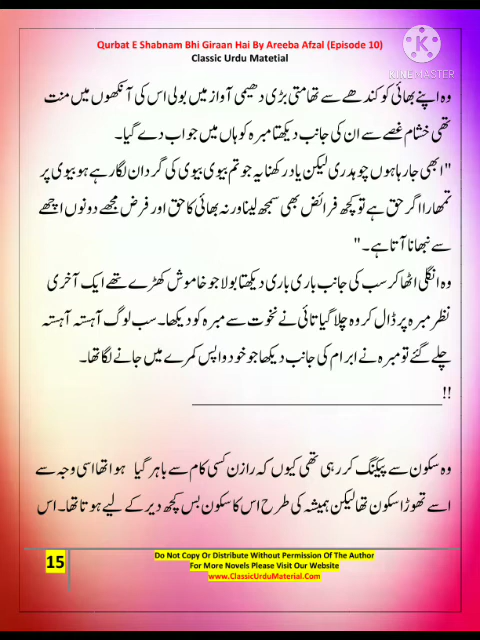 Qurbat E Shabnam Bhi Giraan Hai By Areeba Afzal (Episode 10)
Classic Urdu Matetial
K
KINEMASTER
وہ اپنے بھائی کو کندھے سے تھامتی بڑی دھیمی آواز میں بولی اس کی آنکھوں میں منت
تھی خشام غصے سے ان کی جانب دیکھتا مبرہ کو ہاں میں جواب دے گیا۔
"ابھی جا رہا ہوں چوہدری لیکن یاد رکھنا یہ جو تم بیوی بیوی کی گردان لگا رہے ہو بیوی پر
تمھارا اگر حق ہے تو کچھ فرائض بھی سمجھ لینا ورنہ بھائی کا حق اور فرض مجھے دونوں اچھے
سے نبھانا آتا ہے۔"
وہ انگلی اٹھا کر سب کی جانب باری باری دیکھتا بولا جو خاموش کھڑے تھے ایک آخری
نظر مبرہ پر ڈال کر وہ چلا گیا تائی نے نخوت سے مبرہ کو دیکھا۔ سب لوگ آہستہ آہستہ
چلے گئے تو مبرہ نے ابرام کی جانب دیکھا جو خود واپس کمرے میں جانے لگا تھا۔
!!
وہ سکون سے پیکنگ کر رہی تھی کیوں کہ رازن کسی کام سے باہر گیا ہوا تھا اسی وجہ سے
اسے تھوڑا سکون تھا لیکن ہمیشہ کی طرح اس کا سکون بس کچھ دیر کے لیے ہوتا تھا۔ اس
15
Do Not Copy Or Distribute Without Permission Of The Author
For More Novels Please Visit Our Website
www.ClassicUrduMaterial.Com